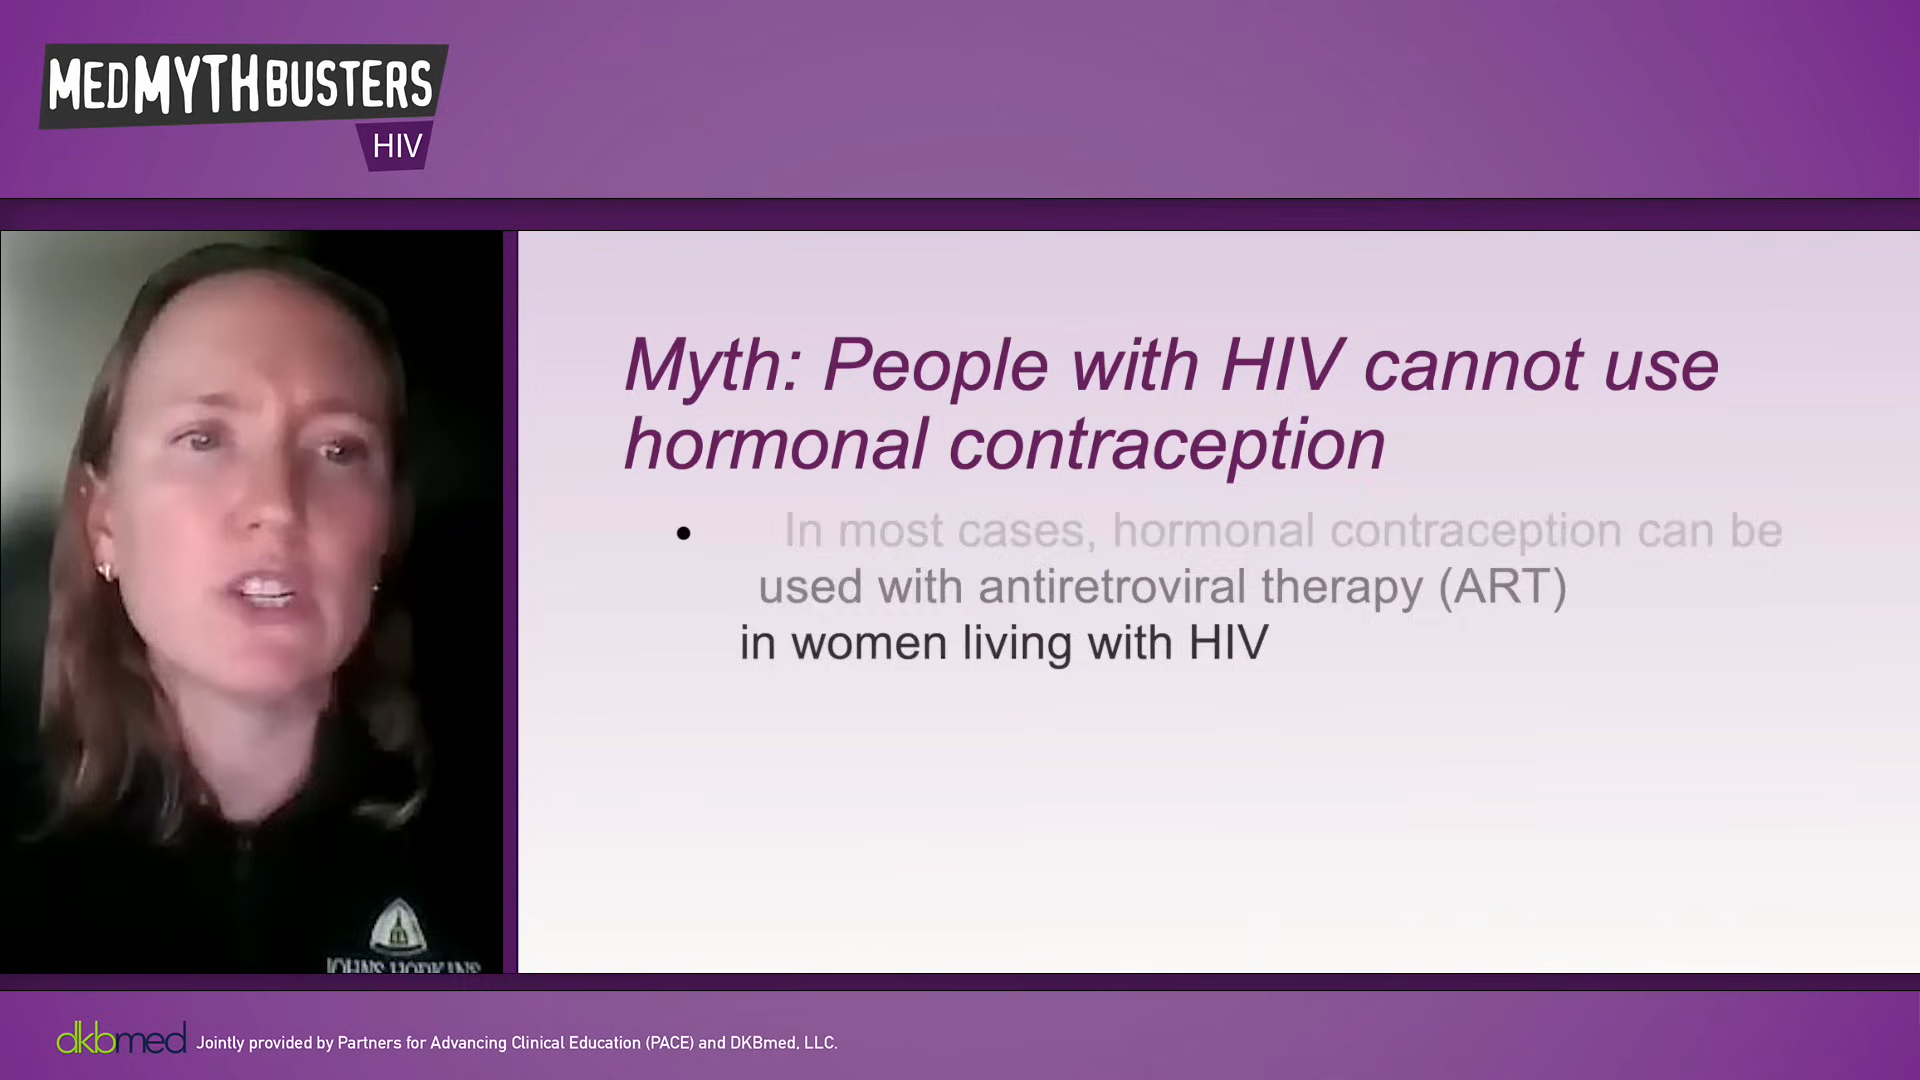 MEDMYTHBUSTERS
HIV
Myth: People with HIV cannot use
hormonal contraception
• In most cases, hormonal contraception can be
used with antiretroviral therapy (ART)
in women living with HIV
JOHNS HOPKINS
dkbmed Jointly provided by Partners for Advancing Clinical Education (PACE) and DKBmed, LLC.